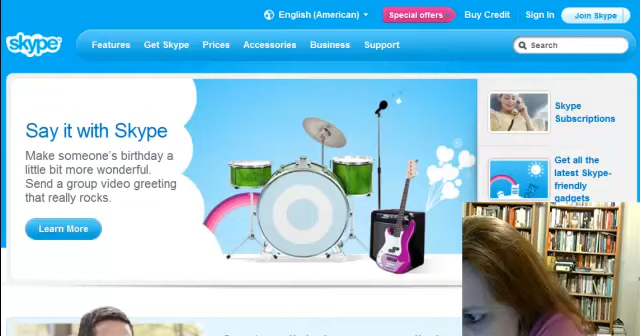 English (American)
Special offers
Buy Credit
Sign In
Join Skype
skype
Features
Get Skype
Prices
Accessories
Business
Support
Search
Say it with Skype
Make someone's birthday a
little bit more wonderful.
Send a group video greeting
that really rocks.
Learn More
Skype
Subscriptions
Get all the
latest Skype-
friendly
gadgets